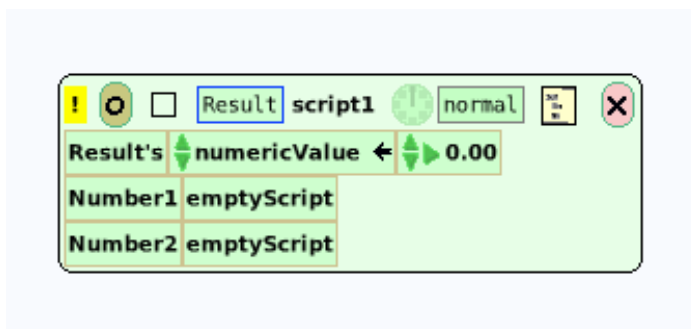 ! O Result script1 normal X
Result's numericValue ← 0.00
Number1 emptyScript
Number2 emptyScript